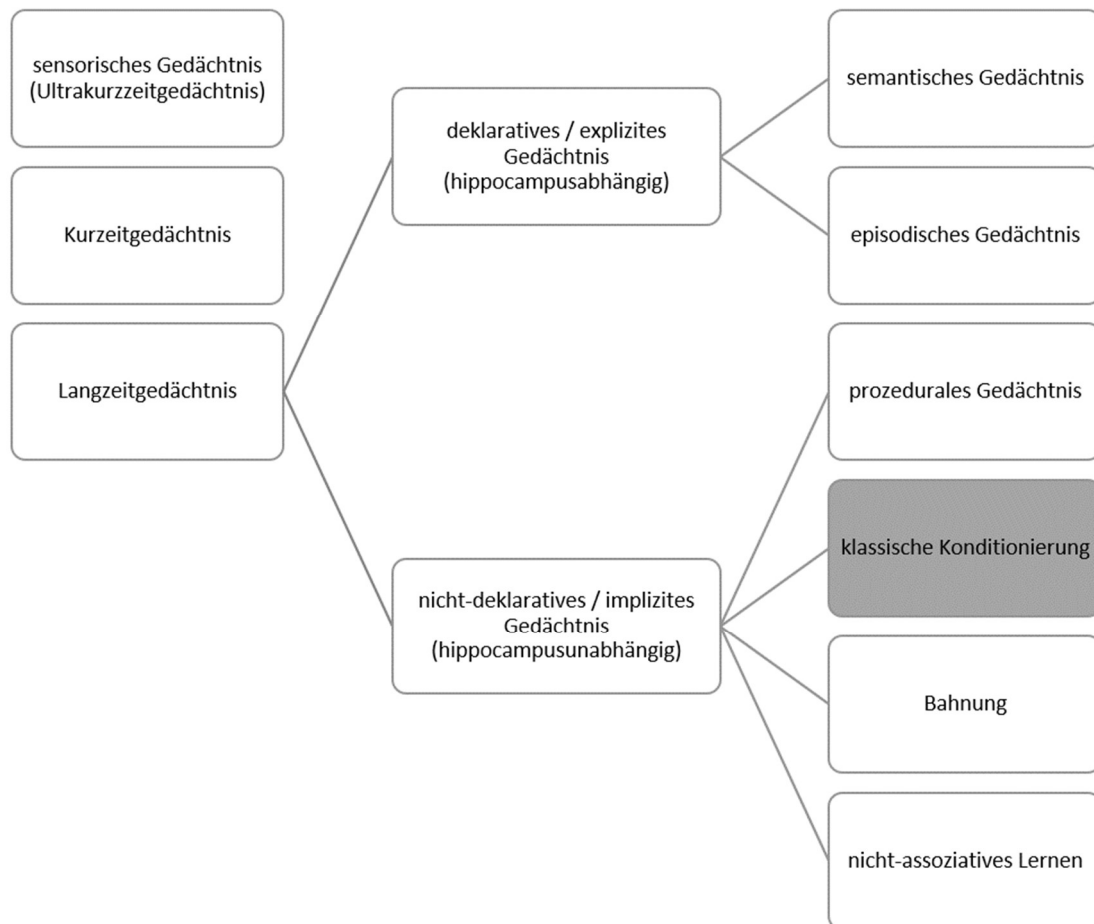 sensorisches Gedächtnis
(Ultrakurzzeitgedächtnis)
Kurzeitgedächtnis
Langzeitgedächtnis
deklaratives / explizites
Gedächtnis
(hippocampusabhängig)
nicht-deklaratives / implizites
Gedächtnis
(hippocampusunabhängig)
semantisches Gedächtnis
episodisches Gedächtnis
prozedurales Gedächtnis
klassische Konditionierung
Bahnung
nicht-assoziatives Lernen